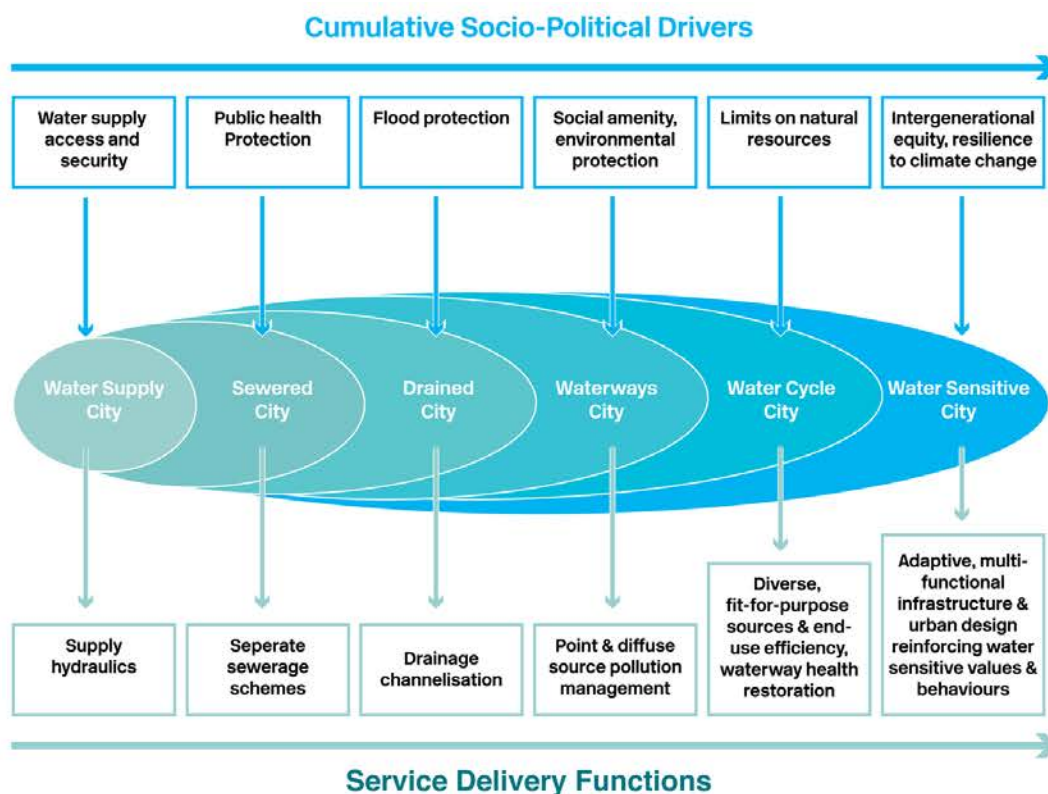 Cumulative Socio-Political Drivers
Water supply
access and
security
Public health
Protection
Flood protection
Social amenity,
environmental
protection
Limits on natural
resources
Intergenerational
equity, resilience
to climate change
Water Supply
City
Sewered
City
Drained
City
Waterways
City
Water Cycle
City
Water Sensitive
City
Supply
hydraulics
Seperate
sewerage
schemes
Drainage
channelisation
Point & diffuse
source pollution
management
Diverse,
fit-for-purpose
sources & end-
use efficiency,
waterway health
restoration
Adaptive, multi-
functional
infrastructure &
urban design
reinforcing water
sensitive values &
behaviours
Service Delivery Functions